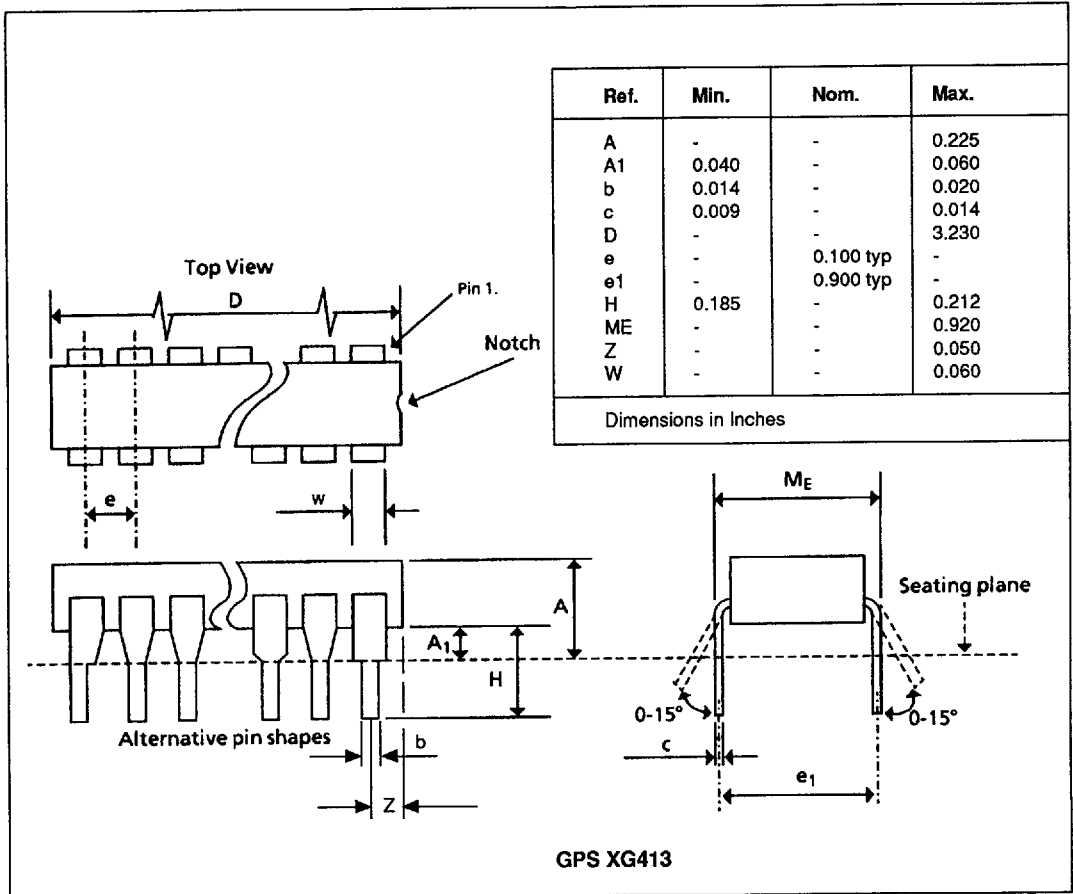 Ref. Min. Nom. Max.
A - - 0.225
A1 0.040 - 0.060
b 0.014 - 0.020
c 0.009 - 0.014
D - - 3.230
e - 0.100 typ -
e1 - 0.900 typ -
H 0.185 - 0.212
ME - - 0.920
Z - - 0.050
W - - 0.060
Dimensions in Inches
Top View
D
Pin 1.
Notch
e
w
A
A1
H
Alternative pin shapes
b
Z
ME
Seating plane
0-15°
0-15°
c
e1
GPS XG413